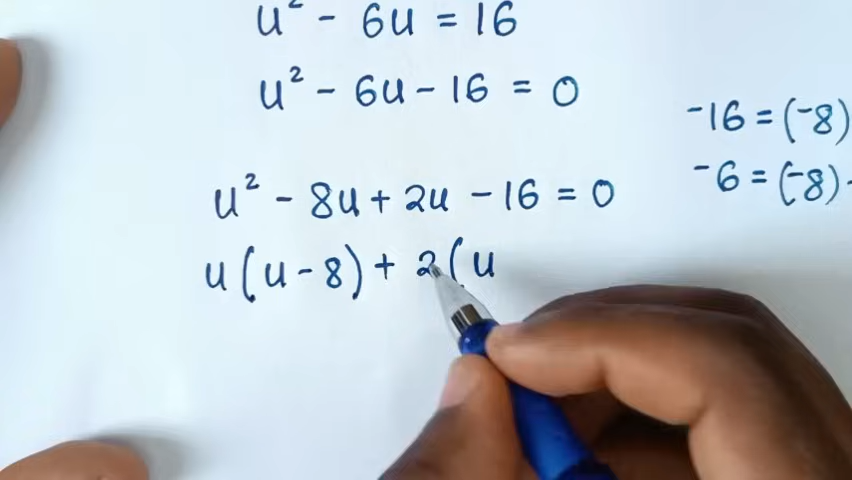 u² - 6u = 16
u² - 6u - 16 = 0
⁻16 = (⁻8)
⁻6 = (⁻8)
u² - 8u + 2u - 16 = 0
u(u - 8) + 2(u